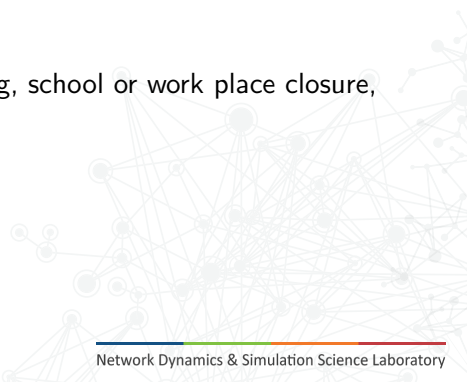 g, school or work place closure,
Network Dynamics & Simulation Science Laboratory